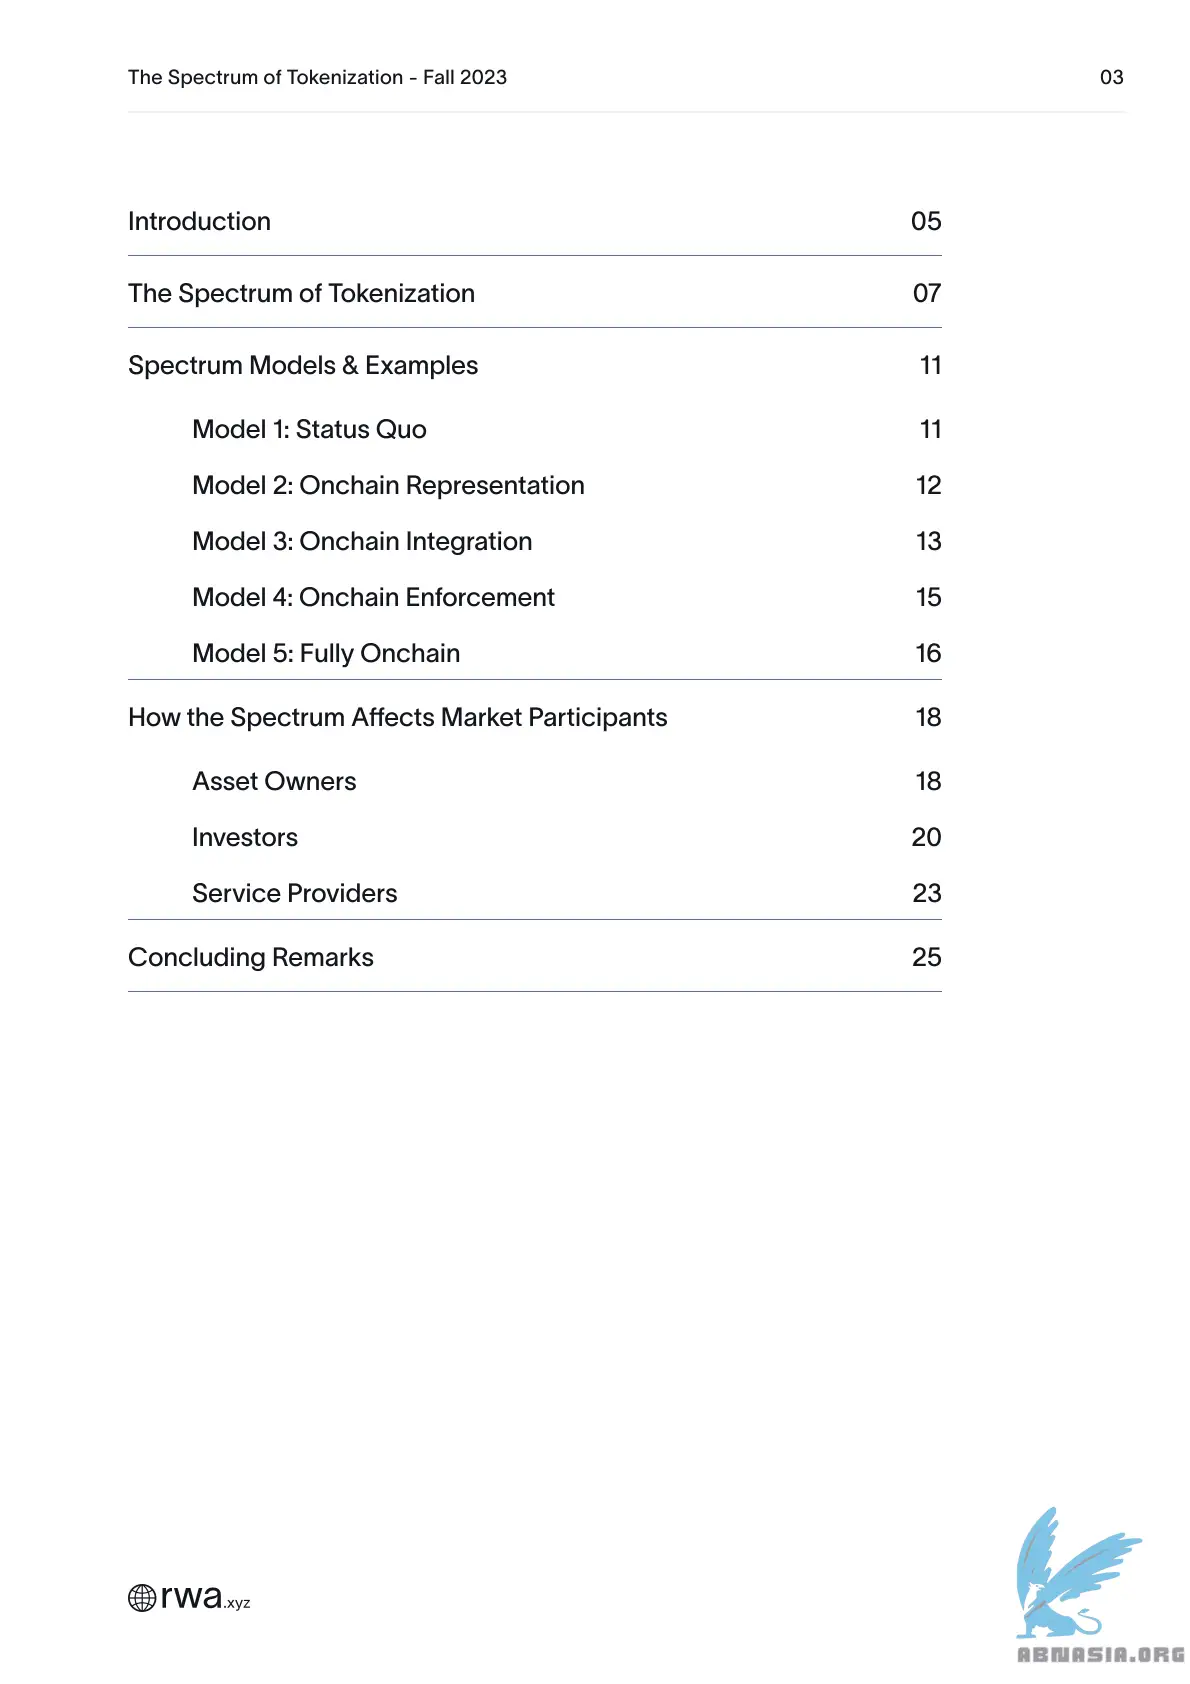 The Spectrum of Tokenization - Fall 2023 03
Introduction 05
The Spectrum of Tokenization 07
Spectrum Models & Examples 11
Model 1: Status Quo 11
Model 2: Onchain Representation 12
Model 3: Onchain Integration 13
Model 4: Onchain Enforcement 15
Model 5: Fully Onchain 16
How the Spectrum Affects Market Participants 18
Asset Owners 18
Investors 20
Service Providers 23
Concluding Remarks 25
rwa.xyz
ABNASIA.ORG